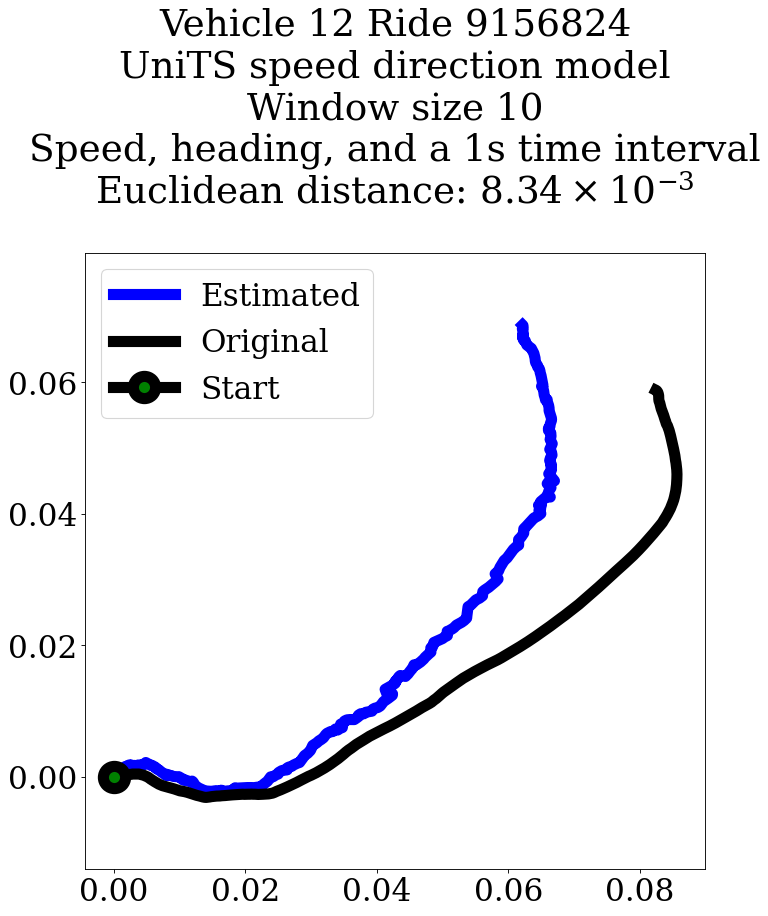 Vehicle 12 Ride 9156824
UniTS speed direction model
Window size 10
Speed, heading, and a 1s time interval
Euclidean distance: 8.34 × 10⁻³
Estimated
Original
Start
0.06
0.04
0.02
0.00
0.00 0.02 0.04 0.06 0.08